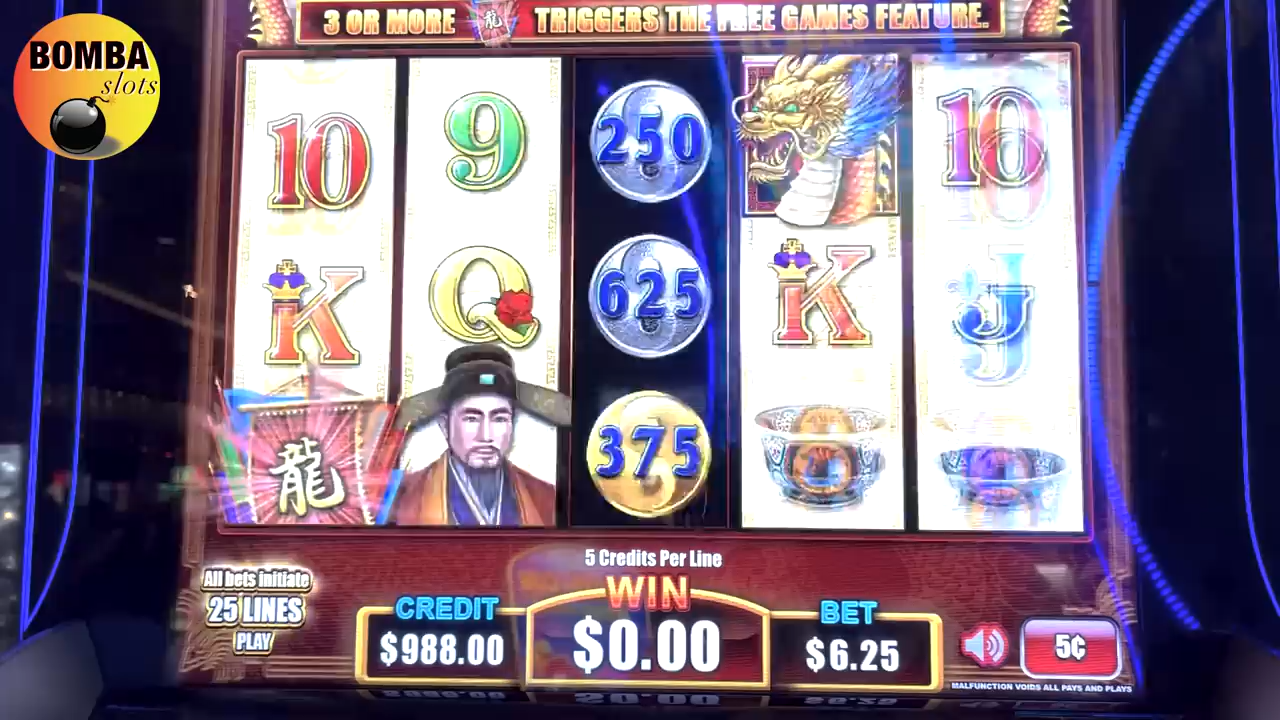 BOMBA
slots
3 OR MORE 龍 TRIGGERS THE FREE GAMES FEATURE.
10 9 250 10
K Q 625 K J
龍 375
5 Credits Per Line
All bets initiate
25 LINES
PLAY
CREDIT WIN BET
$988.00 $0.00 $6.25
5¢
MALFUNCTION VOIDS ALL PAYS AND PLAYS